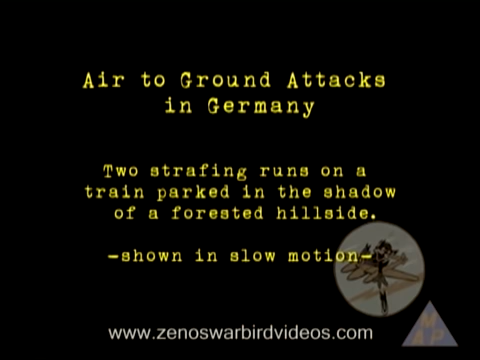 Air to Ground Attacks
in Germany
Two strafing runs on a
train parked in the shadow
of a forested hillside.
—shown in slow motion—
www.zenoswarbirdvideos.com
M
A P